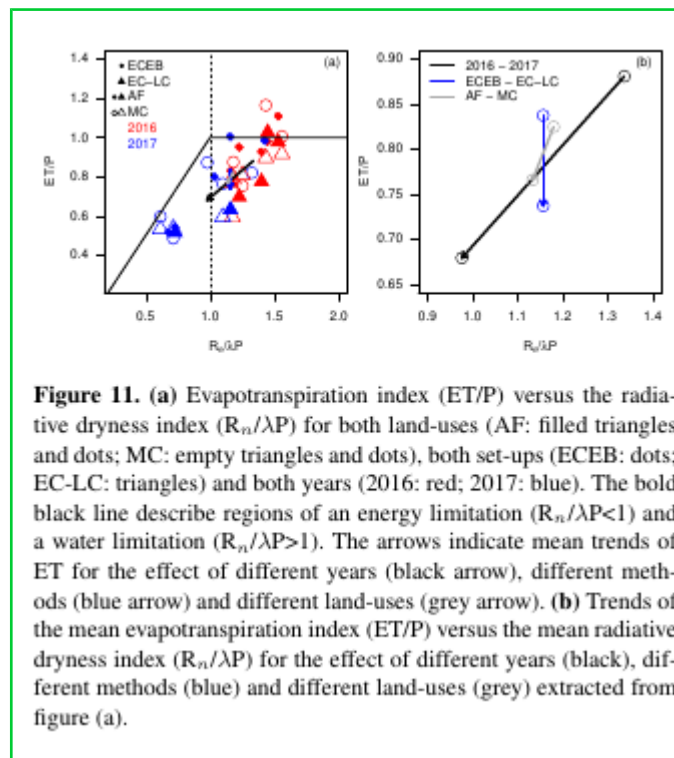 1.4
1.2
1.0
0.8
0.6
0.4
ET/P
ECEB
EC−LC
AF
MC
2016
2017
(a)
0.5 1.0 1.5 2.0
Rn/λP
0.90
0.85
0.80
0.75
0.70
0.65
ET/P
2016 − 2017
ECEB − EC−LC
AF − MC
(b)
0.9 1.0 1.1 1.2 1.3 1.4
Rn/λP
Figure 11. (a) Evapotranspiration index (ET/P) versus the radia-
tive dryness index (Rn/λP) for both land-uses (AF: filled triangles
and dots; MC: empty triangles and dots), both set-ups (ECEB: dots;
EC-LC: triangles) and both years (2016: red; 2017: blue). The bold
black line describe regions of an energy limitation (Rn/λP<1) and
a water limitation (Rn/λP>1). The arrows indicate mean trends of
ET for the effect of different years (black arrow), different meth-
ods (blue arrow) and different land-uses (grey arrow). (b) Trends of
the mean evapotranspiration index (ET/P) versus the mean radiative
dryness index (Rn/λP) for the effect of different years (black), dif-
ferent methods (blue) and different land-uses (grey) extracted from
figure (a).